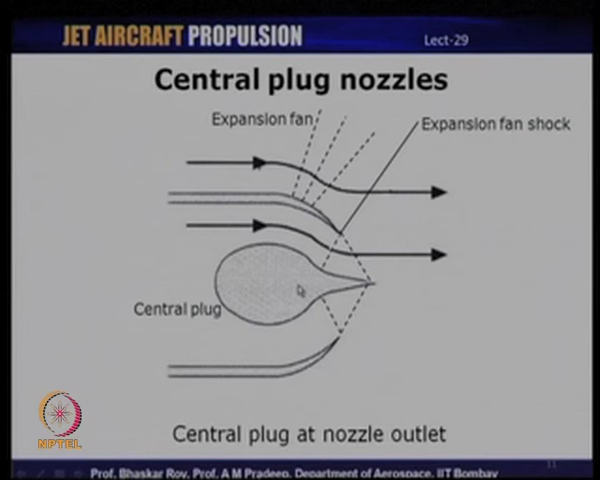 JET AIRCRAFT PROPULSION
Lect-29
Central plug nozzles
Expansion fan
Expansion fan shock
Central plug
NPTEL
Central plug at nozzle outlet
11
Prof. Bhaskar Roy, Prof. A M Pradeep, Department of Aerospace, IIT Bombay